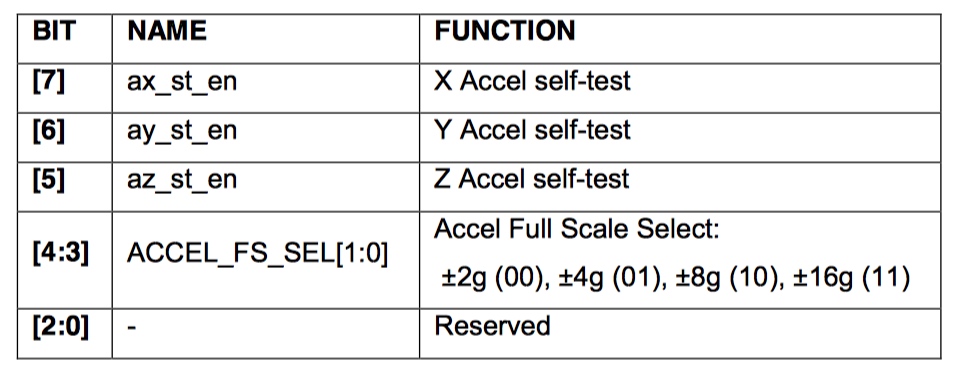 BIT NAME FUNCTION
[7] ax_st_en X Accel self-test
[6] ay_st_en Y Accel self-test
[5] az_st_en Z Accel self-test
[4:3] ACCEL_FS_SEL[1:0] Accel Full Scale Select:
±2g (00), ±4g (01), ±8g (10), ±16g (11)
[2:0] - Reserved